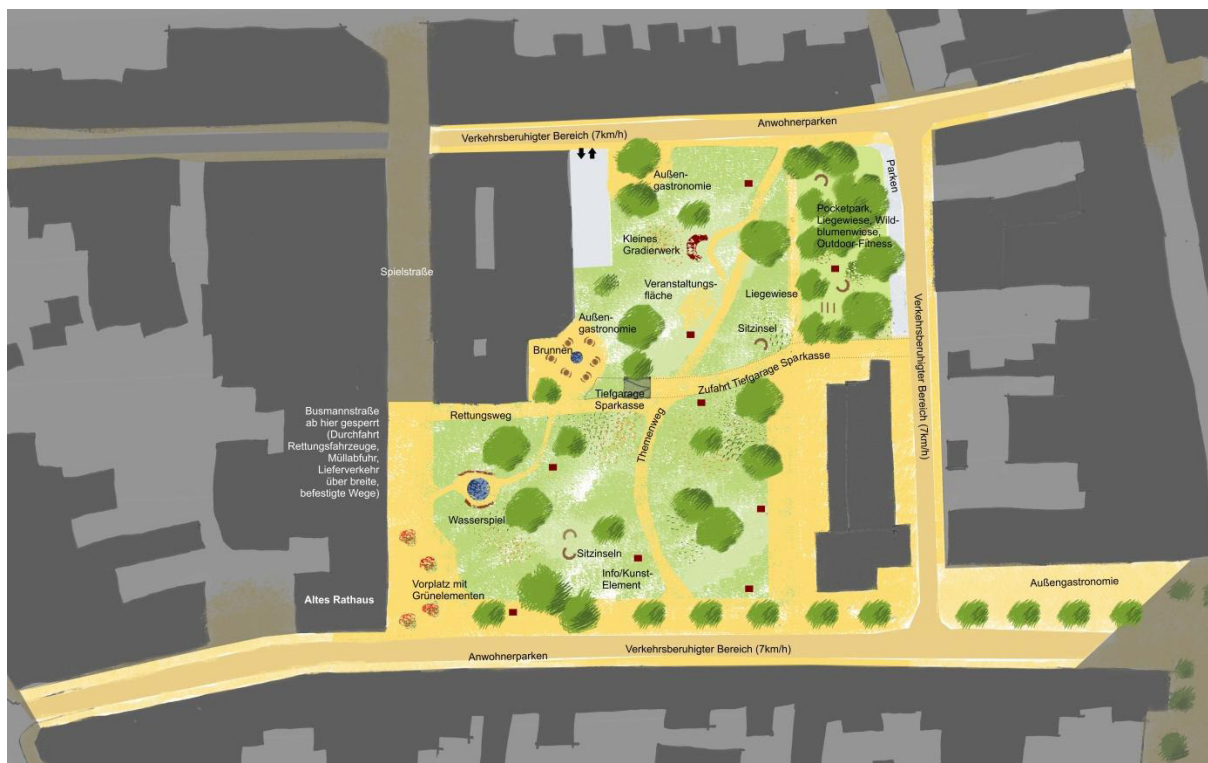 Verkehrsberuhigter Bereich (7km/h)
Anwohnerparken
Außen-
gastronomie
Parken
Pocketpark,
Liegewiese, Wild-
blumenwiese,
Outdoor-Fitness
Kleines
Gradierwerk
Spielstraße
Veranstaltungs-
fläche
Liegewiese
Außen-
gastronomie
Sitzinsel
Brunnen
Verkehrsberuhigter Bereich (7km/h)
Zufahrt Tiefgarage Sparkasse
Tiefgarage
Sparkasse
Rettungsweg
Themenweg
Busmannstraße
ab hier gesperrt
(Durchfahrt
Rettungsfahrzeuge,
Müllabfuhr,
Lieferverkehr
über breite,
befestigte Wege)
Wasserspiel
Sitzinseln
Info/Kunst-
Element
Vorplatz mit
Grünelementen
Altes Rathaus
Außengastronomie
Anwohnerparken
Verkehrsberuhigter Bereich (7km/h)